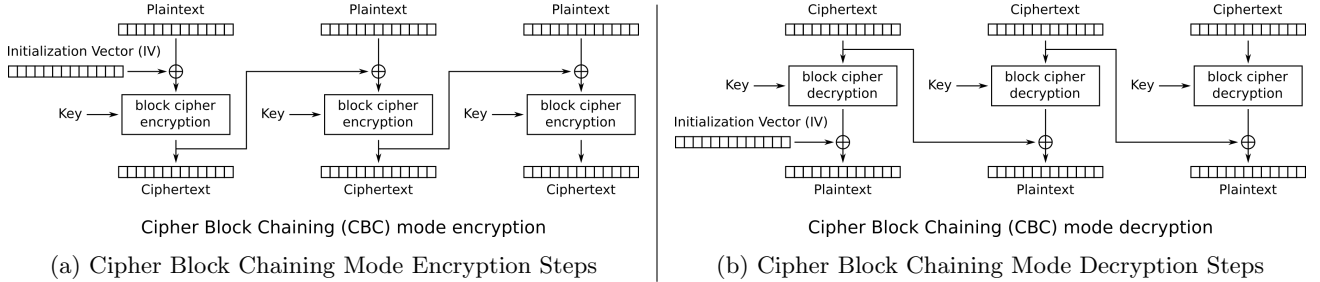 Plaintext Plaintext Plaintext
Initialization Vector (IV)
Key block cipher encryption Key block cipher encryption Key block cipher encryption
Ciphertext Ciphertext Ciphertext
Cipher Block Chaining (CBC) mode encryption
(a) Cipher Block Chaining Mode Encryption Steps
Ciphertext Ciphertext Ciphertext
Key block cipher decryption Key block cipher decryption Key block cipher decryption
Initialization Vector (IV)
Plaintext Plaintext Plaintext
Cipher Block Chaining (CBC) mode decryption
(b) Cipher Block Chaining Mode Decryption Steps